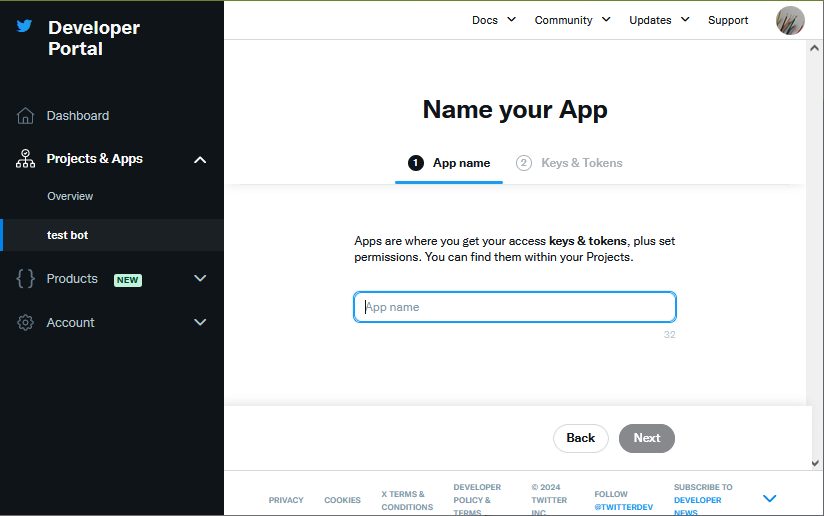 Developer
Portal
Docs
Community
Updates
Support
Dashboard
Projects & Apps
Overview
test bot
Products NEW
Account
Name your App
1 App name
2 Keys & Tokens
Apps are where you get your access keys & tokens, plus set
permissions. You can find them within your Projects.
App name
32
Back
Next
PRIVACY
COOKIES
X TERMS &
CONDITIONS
DEVELOPER
POLICY &
TERMS
© 2024
TWITTER
INC.
FOLLOW
@TWITTERDEV
SUBSCRIBE TO
DEVELOPER
NEWS